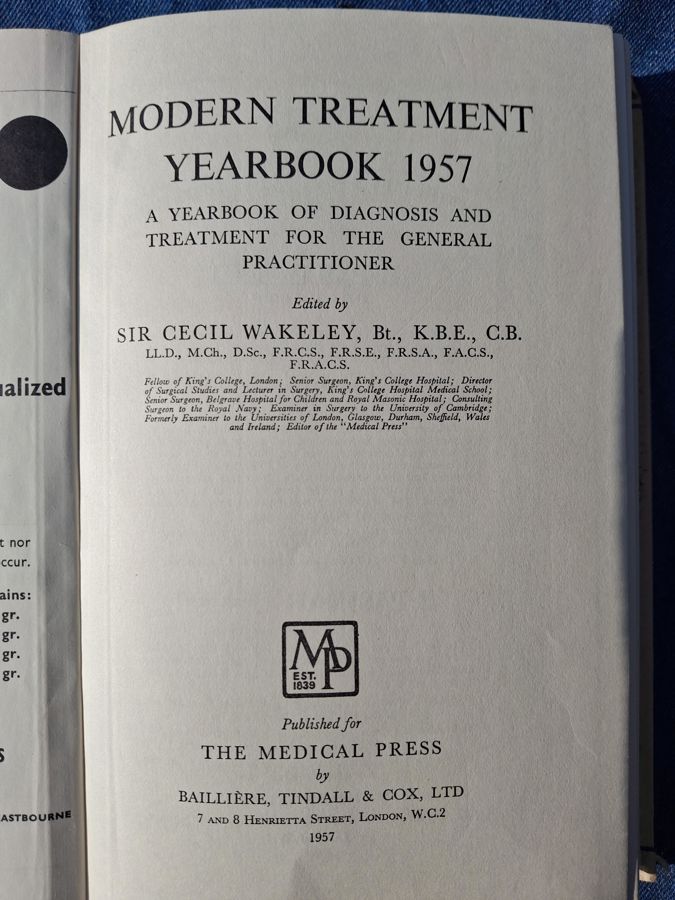 ualized
t nor
ccur.
ains:
gr.
gr.
gr.
gr.
S
ASTBOURNE
MODERN TREATMENT
YEARBOOK 1957
A YEARBOOK OF DIAGNOSIS AND
TREATMENT FOR THE GENERAL
PRACTITIONER
Edited by
SIR CECIL WAKELEY, Bt., K.B.E., C.B.
LL.D., M.Ch., D.Sc., F.R.C.S., F.R.S.E., F.R.S.A., F.A.C.S.,
F.R.A.C.S.
Fellow of King's College, London; Senior Surgeon, King's College Hospital; Director
of Surgical Studies and Lecturer in Surgery, King's College Hospital Medical School;
Senior Surgeon, Belgrave Hospital for Children and Royal Masonic Hospital; Consulting
Surgeon to the Royal Navy; Examiner in Surgery to the University of Cambridge;
Formerly Examiner to the Universities of London, Glasgow, Durham, Sheffield, Wales
and Ireland; Editor of the "Medical Press"
MP
EST.
1839
Published for
THE MEDICAL PRESS
by
BAILLIÈRE, TINDALL & COX, LTD
7 AND 8 HENRIETTA STREET, LONDON, W.C.2
1957